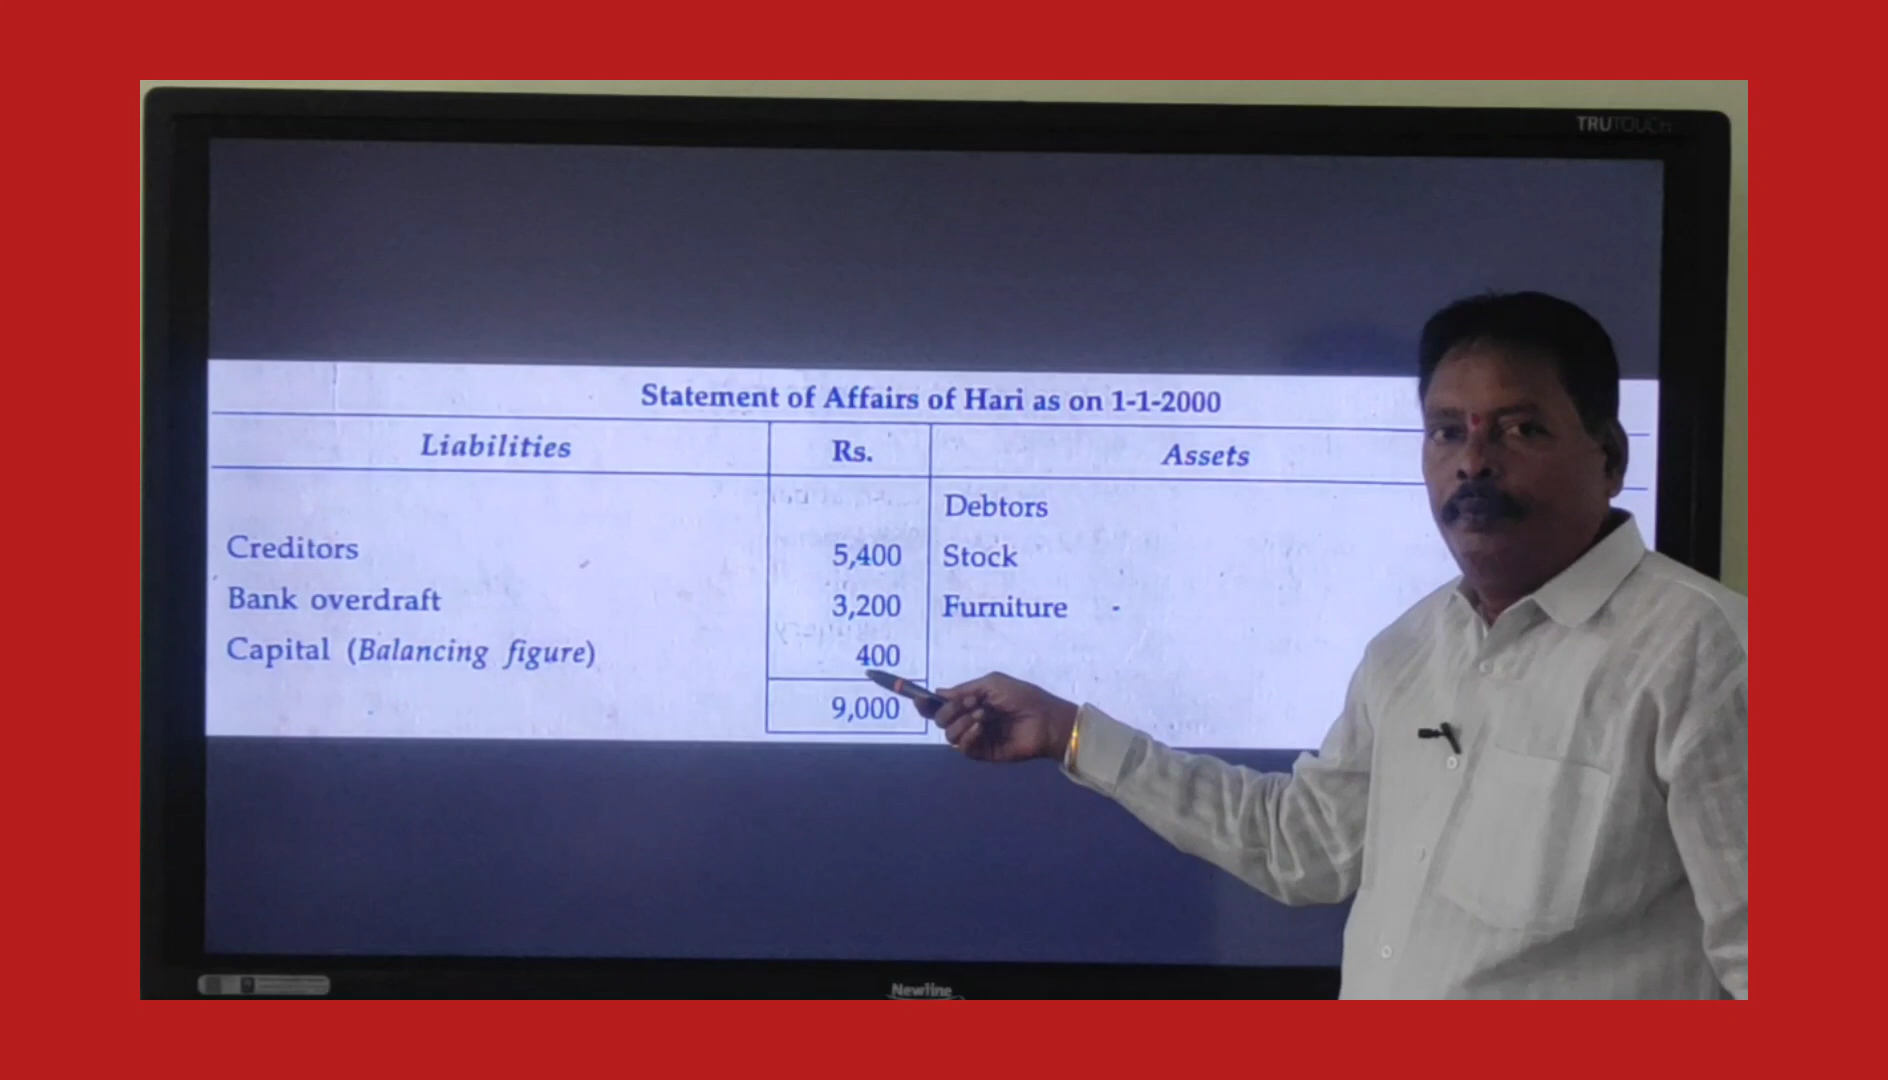 TRUTOUCH
Statement of Affairs of Hari as on 1-1-2000
Liabilities Rs. Assets
Debtors
Creditors 5,400 Stock
Bank overdraft 3,200 Furniture -
Capital (Balancing figure) 400
9,000
Newline